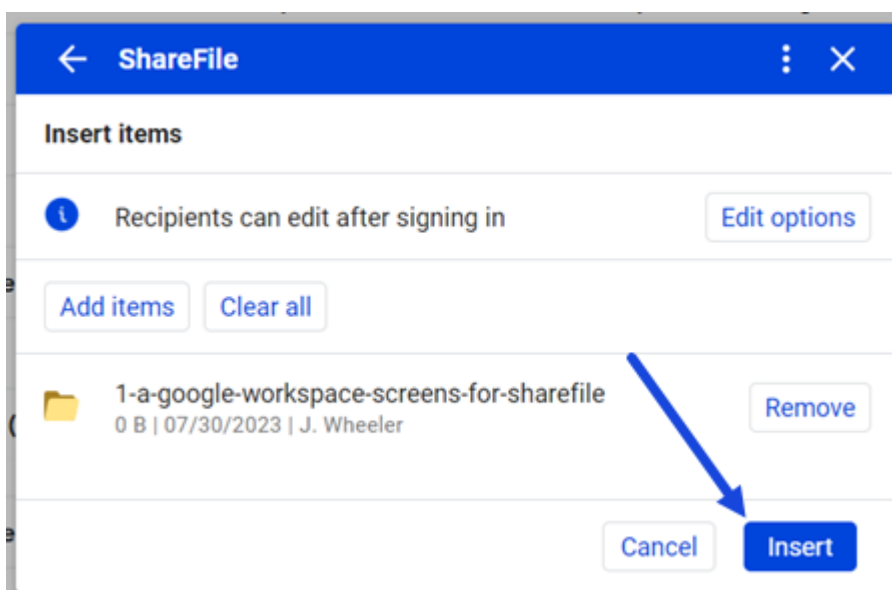 ShareFile
Insert items
Recipients can edit after signing in
Edit options
Add items
Clear all
1-a-google-workspace-screens-for-sharefile
0 B | 07/30/2023 | J. Wheeler
Remove
Cancel
Insert